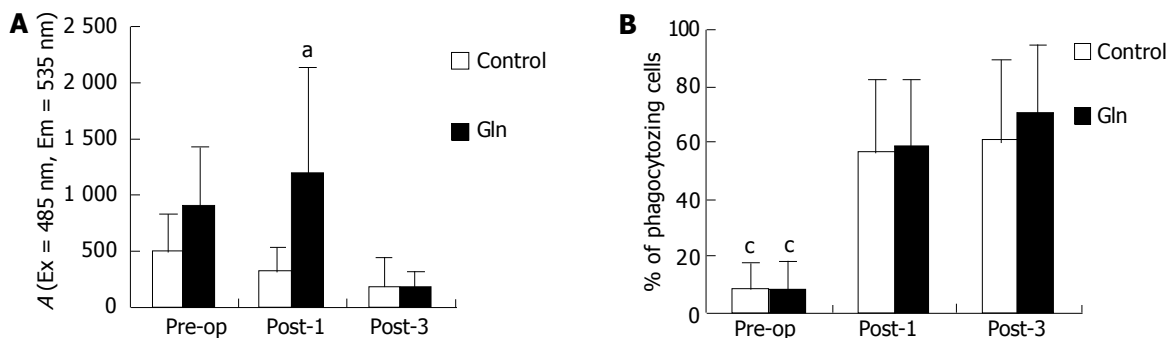 A
A (Ex = 485 nm, Em = 535 nm)
2 500
2 000
1 500
1 000
500
0
a
Control
Gln
Pre-op Post-1 Post-3
B
% of phagocytozing cells
100
80
60
40
20
0
c c
Control
Gln
Pre-op Post-1 Post-3